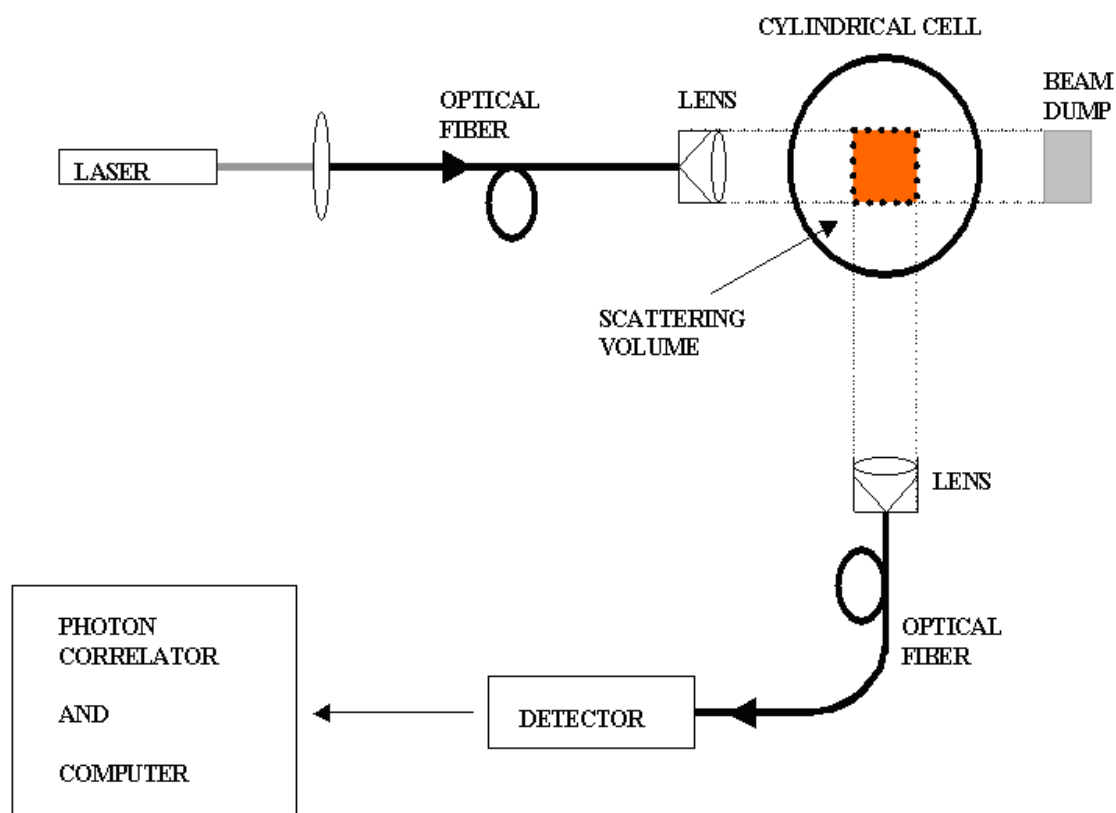 CYLINDRICAL CELL
BEAM
DUMP
OPTICAL
FIBER
LENS
LASER
SCATTERING
VOLUME
LENS
OPTICAL
FIBER
PHOTON
CORRELATOR
AND
COMPUTER
DETECTOR